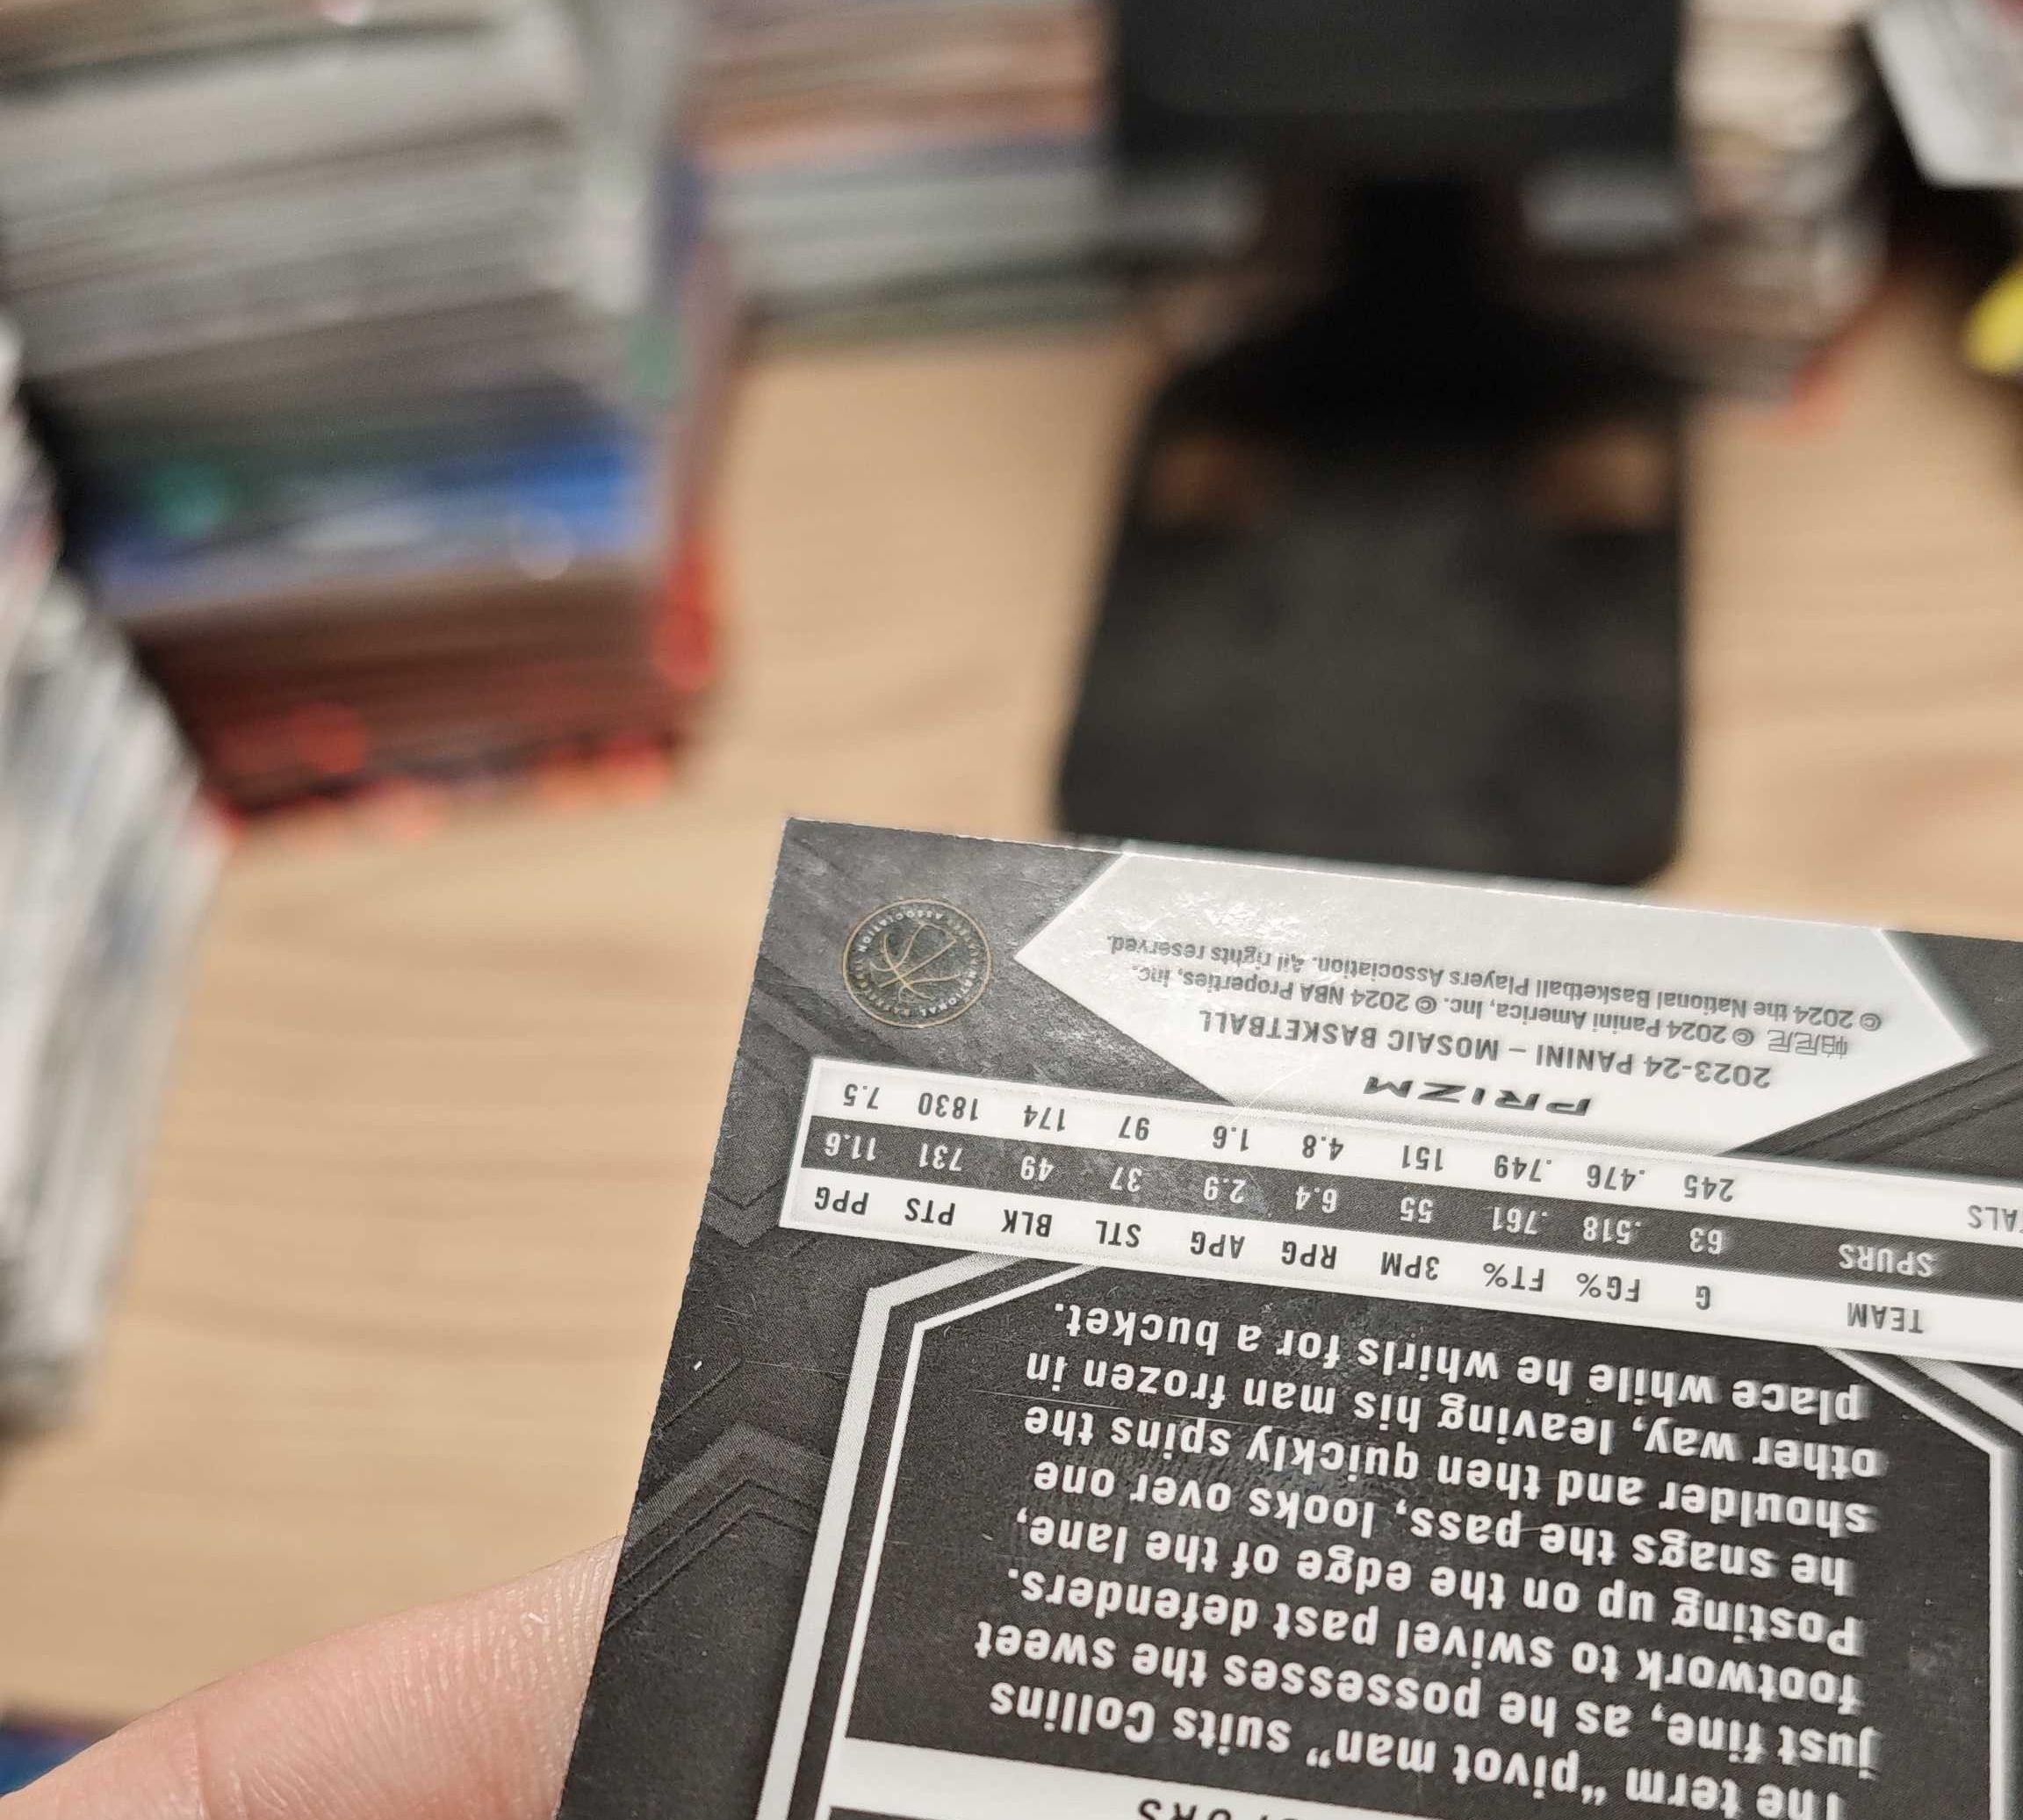 The term "pivot man" suits Collins
just fine, as he possesses the sweet
footwork to swivel past defenders.
Posting up on the edge of the lane,
he snags the pass, looks over one
shoulder and then quickly spins the
other way, leaving his man frozen in
place while he whirls for a bucket.
TEAM G FG% FT% 3PM RPG APG STL BLK PTS PPG
SPURS 63 .518 .761 55 6.4 2.9 37 49 731 11.6
TALS 245 .476 .749 151 4.8 1.6 97 174 1830 7.5
PRIZM
2023-24 PANINI – MOSAIC BASKETBALL
帕尼尼 © 2024 Panini America, Inc. © 2024 NBA Properties, Inc.
© 2024 the National Basketball Players Association. All rights reserved.